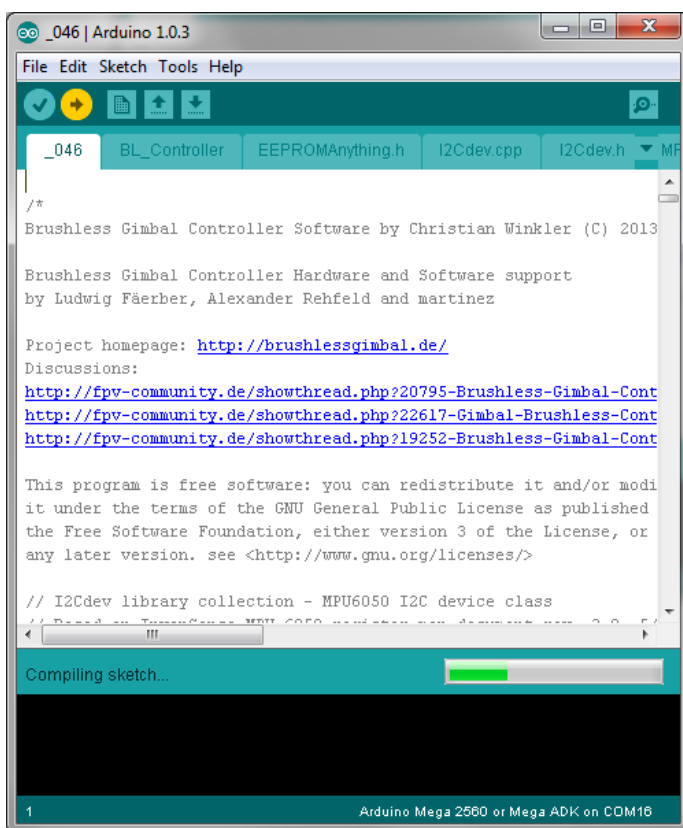 _046 | Arduino 1.0.3
File Edit Sketch Tools Help
_046 BL_Controller EEPROMAnything.h I2Cdev.cpp I2Cdev.h MP
/*
Brushless Gimbal Controller Software by Christian Winkler (C) 2013
Brushless Gimbal Controller Hardware and Software support
by Ludwig Fäerber, Alexander Rehfeld and martinez
Project homepage: http://brushlessgimbal.de/
Discussions:
http://fpv-community.de/showthread.php?20795-Brushless-Gimbal-Cont
http://fpv-community.de/showthread.php?22617-Gimbal-Brushless-Cont
http://fpv-community.de/showthread.php?19252-Brushless-Gimbal-Cont
This program is free software: you can redistribute it and/or modi
it under the terms of the GNU General Public License as published
the Free Software Foundation, either version 3 of the License, or
any later version. see <http://www.gnu.org/licenses/>
// I2Cdev library collection - MPU6050 I2C device class
Compiling sketch...
1 Arduino Mega 2560 or Mega ADK on COM16